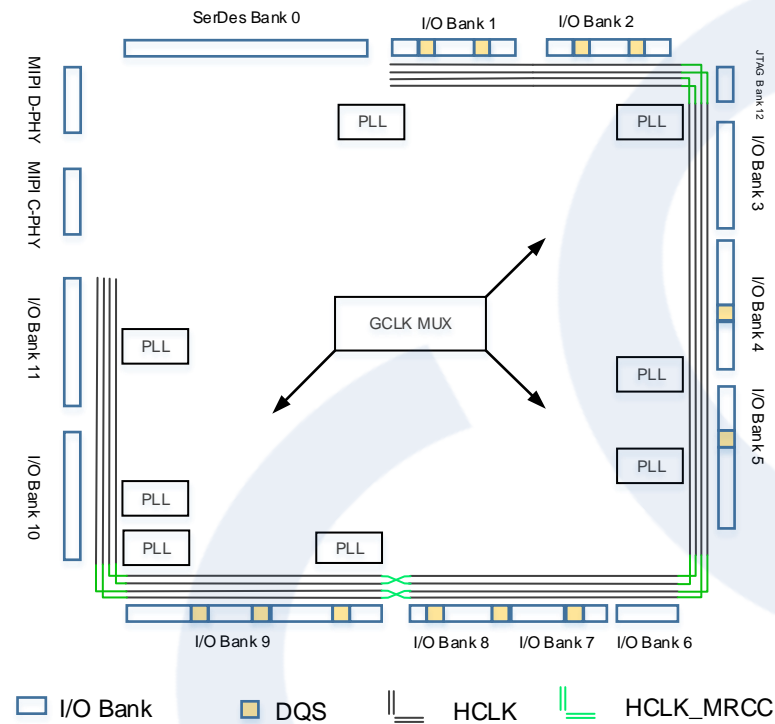 SerDes Bank 0
I/O Bank 1
I/O Bank 2
MIPI D-PHY
JTAG Bank 12
PLL
PLL
I/O Bank 3
MIPI C-PHY
I/O Bank 11
GCLK MUX
I/O Bank 4
PLL
PLL
I/O Bank 5
PLL
I/O Bank 10
PLL
PLL
PLL
I/O Bank 9
I/O Bank 8
I/O Bank 7
I/O Bank 6
I/O Bank
DQS
HCLK
HCLK_MRCC